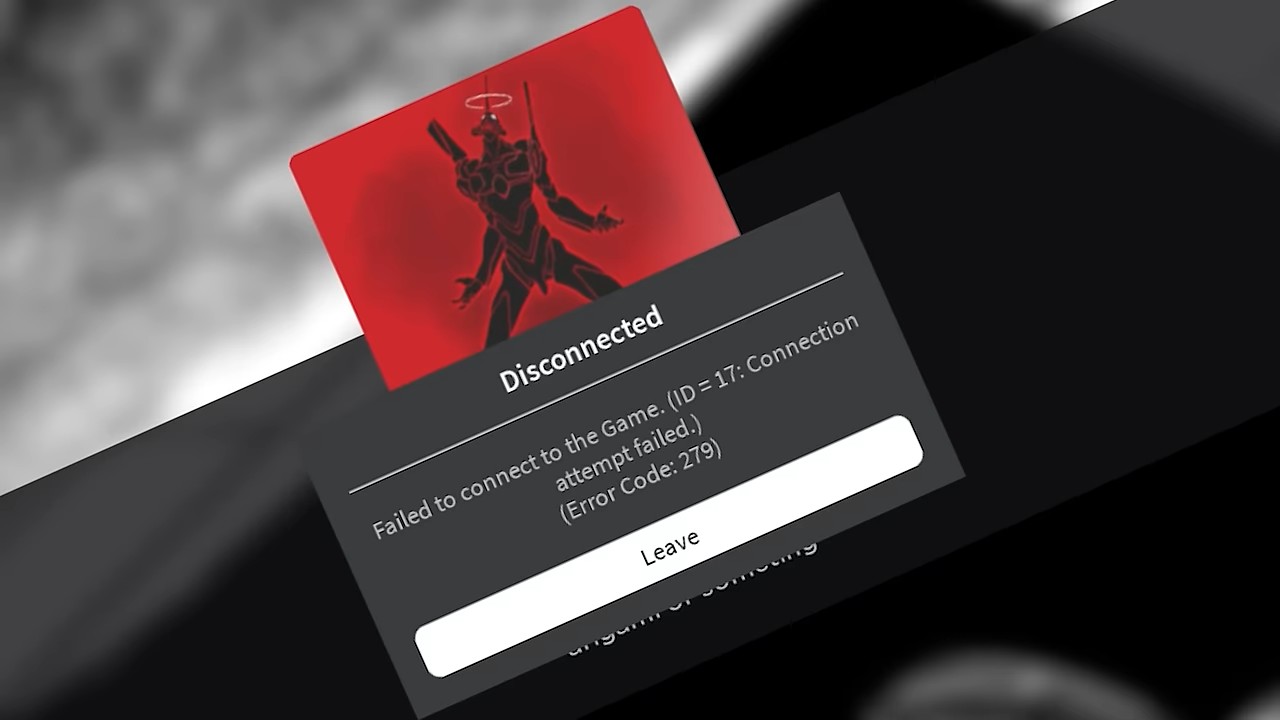 Disconnected
Failed to connect to the Game. (ID = 17: Connection
attempt failed.)
(Error Code: 279)
Leave